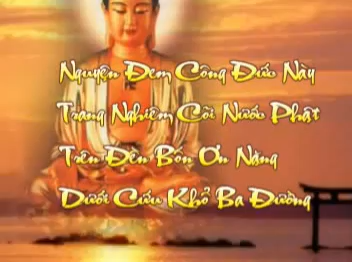 Nguyện Đem Công Đức Này
Trang Nghiêm Cõi Nước Phật
Trên Đền Bốn Ơn Nặng
Dưới Cứu Khổ Ba Đường